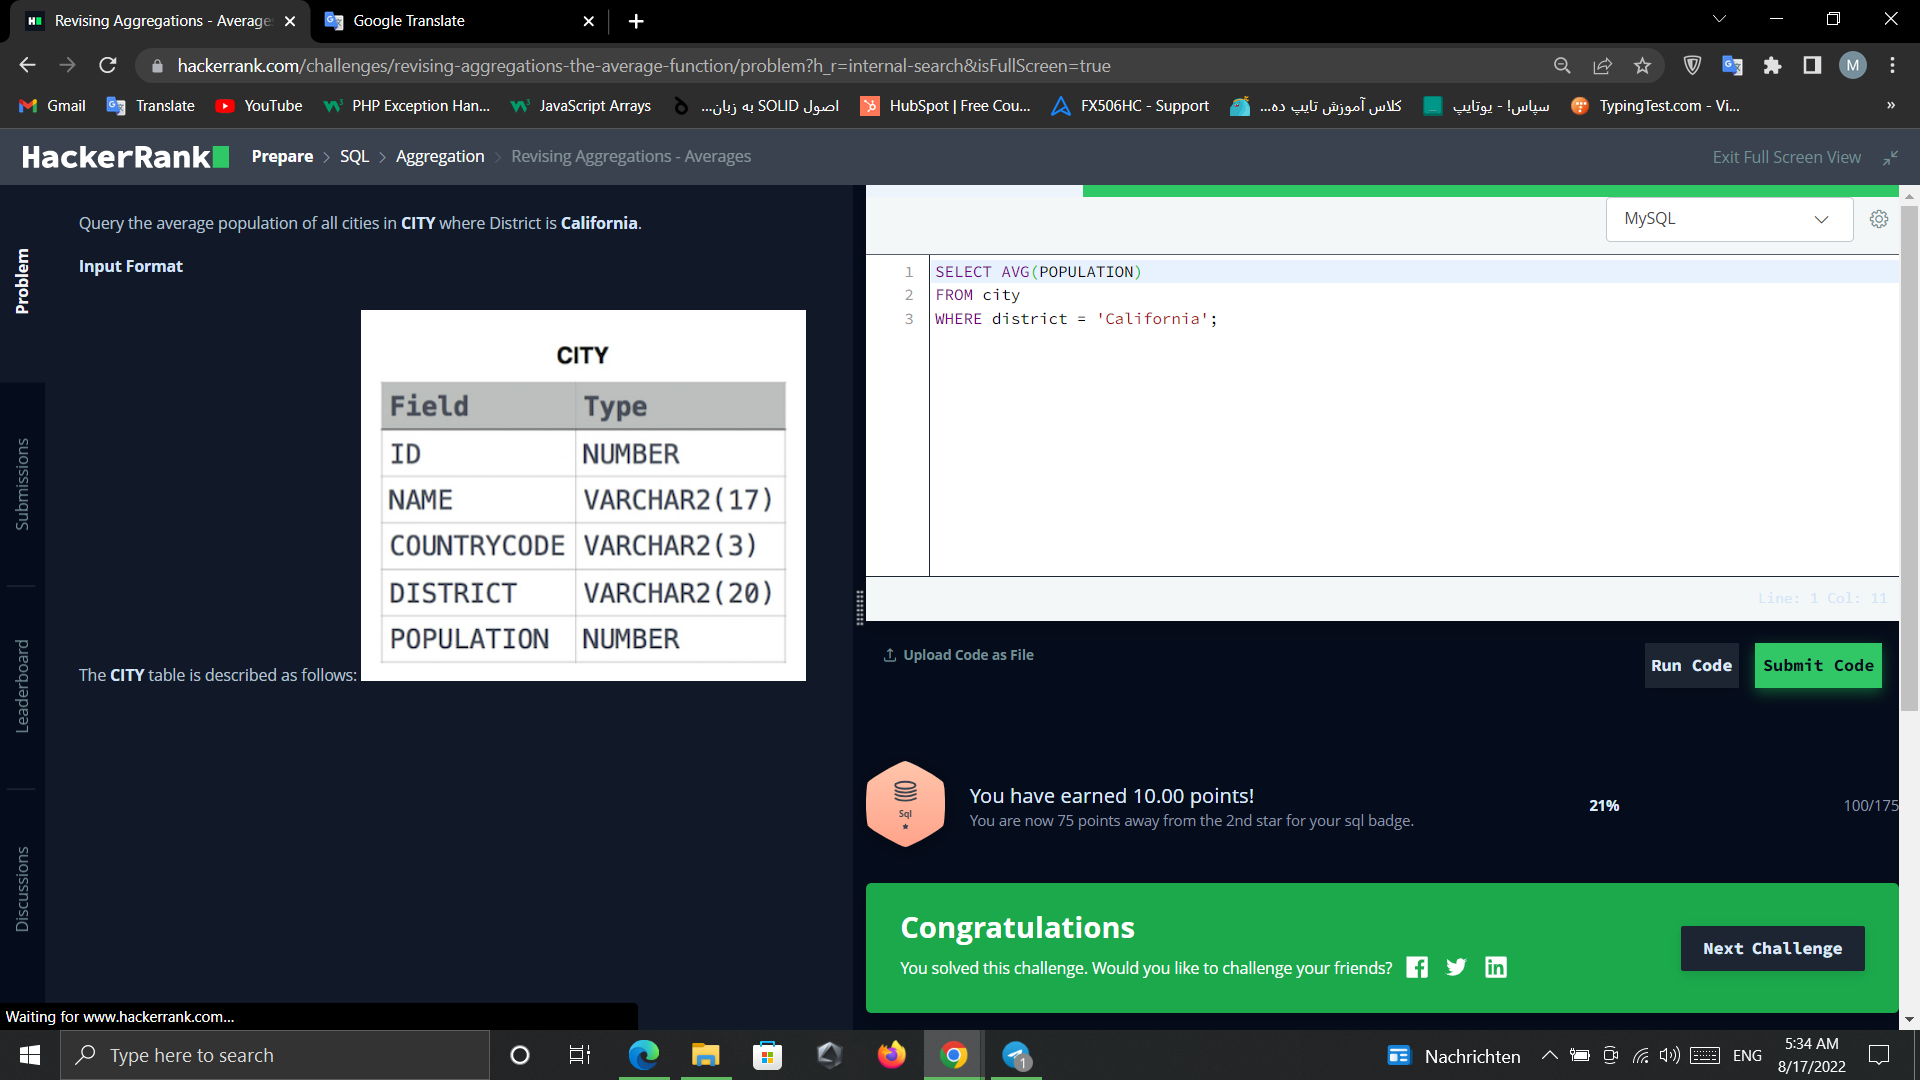 Revising Aggregations - Average
Google Translate
hackerrank.com/challenges/revising-aggregations-the-average-function/problem?h_r=internal-search&isFullScreen=true
M
Gmail
Translate
YouTube
PHP Exception Han...
JavaScript Arrays
اصول SOLID به زبان...
HubSpot | Free Cou...
FX506HC - Support
کلاس آموزش تایپ ده...
سپاس! - یوتایپ
TypingTest.com - Vi...
»
HackerRank
Prepare > SQL > Aggregation > Revising Aggregations - Averages
Exit Full Screen View
Problem
Submissions
Leaderboard
Discussions
Query the average population of all cities in CITY where District is California.
Input Format
CITY
Field Type
ID NUMBER
NAME VARCHAR2(17)
COUNTRYCODE VARCHAR2(3)
DISTRICT VARCHAR2(20)
POPULATION NUMBER
The CITY table is described as follows:
MySQL
1 SELECT AVG(POPULATION)
2 FROM city
3 WHERE district = 'California';
Line: 1 Col: 11
Upload Code as File
Run Code
Submit Code
Sql
You have earned 10.00 points!
You are now 75 points away from the 2nd star for your sql badge.
21%
100/175
Congratulations
You solved this challenge. Would you like to challenge your friends?
Next Challenge
Waiting for www.hackerrank.com...
Type here to search
1
Nachrichten
ENG
5:34 AM
8/17/2022